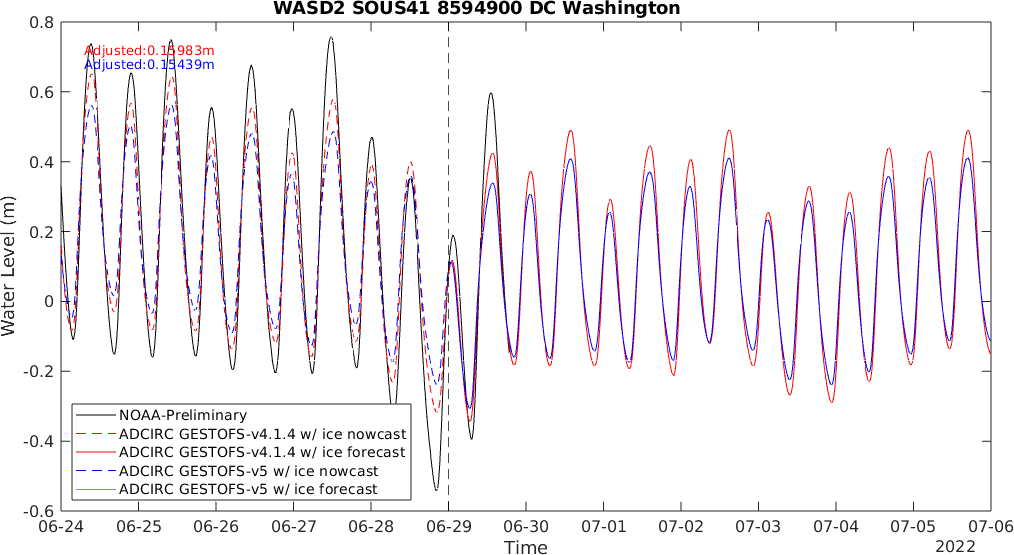 WASD2 SOUS41 8594900 DC Washington
Adjusted:0.15983m
Adjusted:0.15439m
Water Level (m)
0.8
0.6
0.4
0.2
0
-0.2
-0.4
-0.6
NOAA-Preliminary
ADCIRC GESTOFS-v4.1.4 w/ ice nowcast
ADCIRC GESTOFS-v4.1.4 w/ ice forecast
ADCIRC GESTOFS-v5 w/ ice nowcast
ADCIRC GESTOFS-v5 w/ ice forecast
06-24 06-25 06-26 06-27 06-28 06-29 06-30 07-01 07-02 07-03 07-04 07-05 07-06
Time
2022